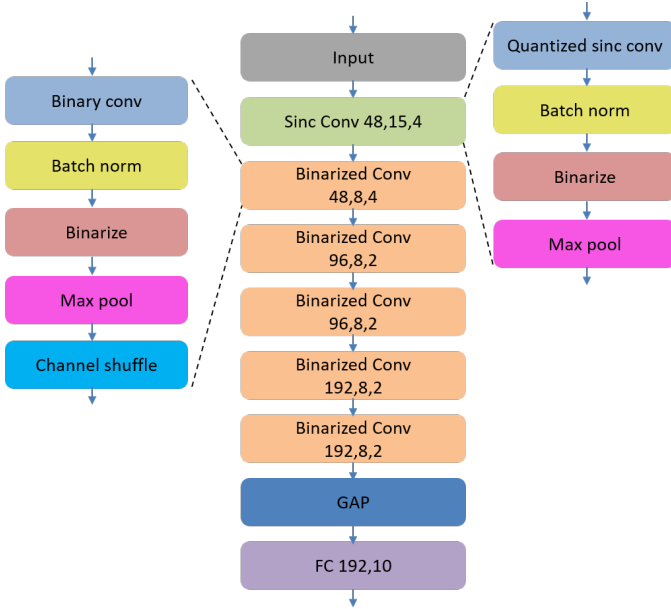 Binary conv
Batch norm
Binarize
Max pool
Channel shuffle
Input
Sinc Conv 48,15,4
Binarized Conv
48,8,4
Binarized Conv
96,8,2
Binarized Conv
96,8,2
Binarized Conv
192,8,2
Binarized Conv
192,8,2
GAP
FC 192,10
Quantized sinc conv
Batch norm
Binarize
Max pool